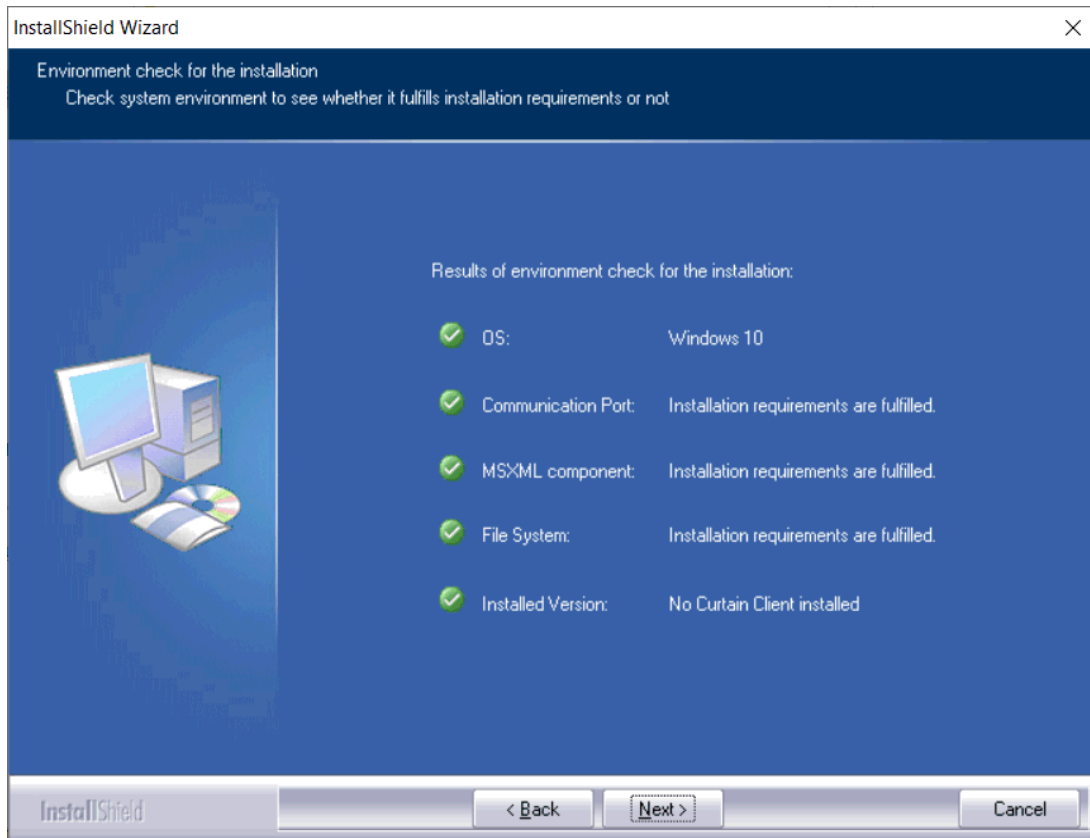 InstallShield Wizard
Environment check for the installation
Check system environment to see whether it fulfills installation requirements or not
Results of environment check for the installation:
OS: Windows 10
Communication Port: Installation requirements are fulfilled.
MSXML component: Installation requirements are fulfilled.
File System: Installation requirements are fulfilled.
Installed Version: No Curtain Client installed
InstallShield
< Back Next > Cancel